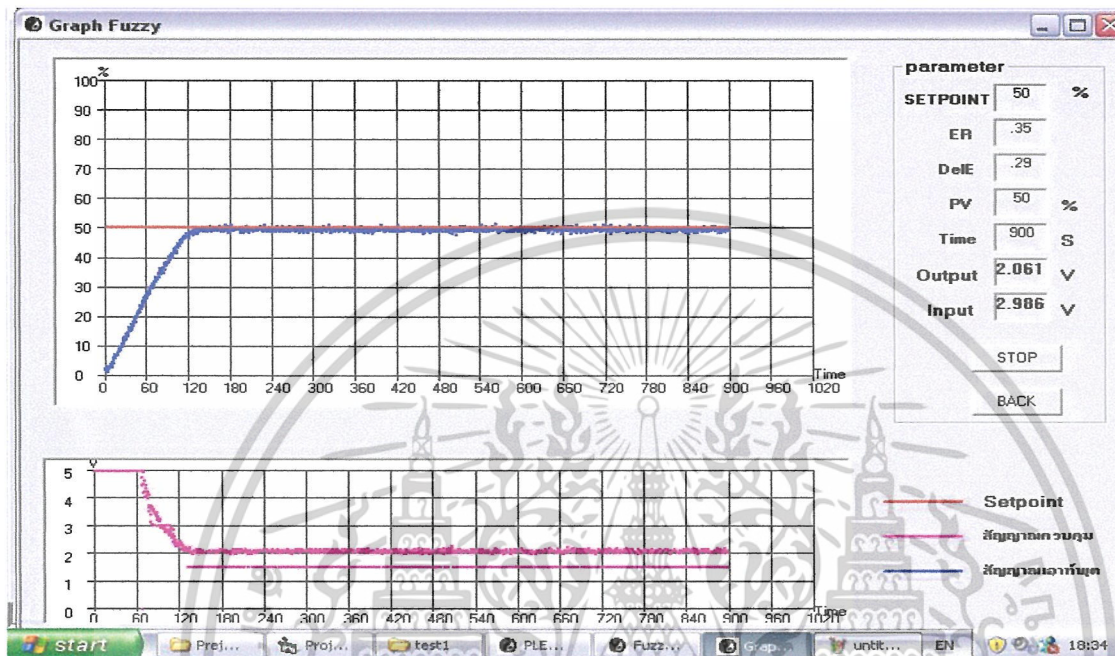 Graph Fuzzy
%
100
90
80
70
60
50
40
30
20
10
0
0 60 120 180 240 300 360 420 480 540 600 660 720 780 840 900 960 1020
Time
parameter
SETPOINT 50 %
ER .35
DelE .29
PV 50 %
Time 900 S
Output 2.061 V
Input 2.986 V
STOP
BACK
V
5
4
3
2
1
0
0 60 120 180 240 300 360 420 480 540 600 660 720 780 840 900 960 1020
Time
Setpoint
สัญญาณควบคุม
สัญญาณเอาท์พุต
start Prej... Proj... test1 PLE... Fuzz... Grap... untit... EN 18:34